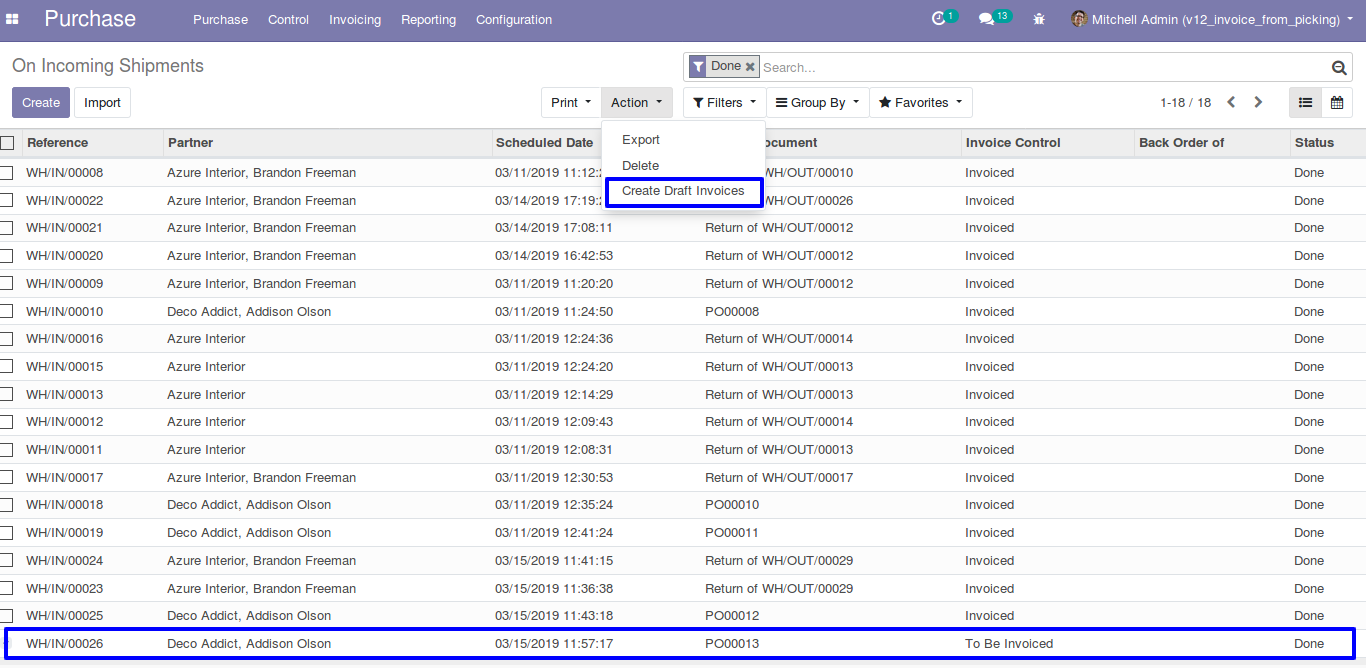 Purchase Purchase Control Invoicing Reporting Configuration 1 13 Mitchell Admin (v12_invoice_from_picking)
On Incoming Shipments Done Search...
Create Import Print Action Filters Group By Favorites 1-18 / 18
Export
Delete
Create Draft Invoices
Reference Partner Scheduled Date ocument Invoice Control Back Order of Status
WH/IN/00008 Azure Interior, Brandon Freeman 03/11/2019 11:12: WH/OUT/00010 Invoiced Done
WH/IN/00022 Azure Interior, Brandon Freeman 03/14/2019 17:19: WH/OUT/00026 Invoiced Done
WH/IN/00021 Azure Interior, Brandon Freeman 03/14/2019 17:08:11 Return of WH/OUT/00012 Invoiced Done
WH/IN/00020 Azure Interior, Brandon Freeman 03/14/2019 16:42:53 Return of WH/OUT/00012 Invoiced Done
WH/IN/00009 Azure Interior, Brandon Freeman 03/11/2019 11:20:20 Return of WH/OUT/00012 Invoiced Done
WH/IN/00010 Deco Addict, Addison Olson 03/11/2019 11:24:50 PO00008 Invoiced Done
WH/IN/00016 Azure Interior 03/11/2019 12:24:36 Return of WH/OUT/00014 Invoiced Done
WH/IN/00015 Azure Interior 03/11/2019 12:24:20 Return of WH/OUT/00013 Invoiced Done
WH/IN/00013 Azure Interior 03/11/2019 12:14:29 Return of WH/OUT/00013 Invoiced Done
WH/IN/00012 Azure Interior 03/11/2019 12:09:43 Return of WH/OUT/00014 Invoiced Done
WH/IN/00011 Azure Interior 03/11/2019 12:08:31 Return of WH/OUT/00013 Invoiced Done
WH/IN/00017 Azure Interior, Brandon Freeman 03/11/2019 12:30:53 Return of WH/OUT/00017 Invoiced Done
WH/IN/00018 Deco Addict, Addison Olson 03/11/2019 12:35:24 PO00010 Invoiced Done
WH/IN/00019 Deco Addict, Addison Olson 03/11/2019 12:41:24 PO00011 Invoiced Done
WH/IN/00024 Azure Interior, Brandon Freeman 03/15/2019 11:41:15 Return of WH/OUT/00029 Invoiced Done
WH/IN/00023 Azure Interior, Brandon Freeman 03/15/2019 11:36:38 Return of WH/OUT/00029 Invoiced Done
WH/IN/00025 Deco Addict, Addison Olson 03/15/2019 11:43:18 PO00012 Invoiced Done
WH/IN/00026 Deco Addict, Addison Olson 03/15/2019 11:57:17 PO00013 To Be Invoiced Done